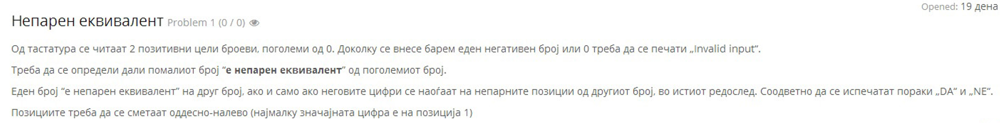 Opened: 19 дена
Непарен еквивалент Problem 1 (0 / 0)
Од тастатура се читаат 2 позитивни цели броеви, поголеми од 0. Доколку се внесе барем еден негативен број или 0 треба да се печати „Invalid input“.
Треба да се определи дали помалиот број “е непарен еквивалент” од поголемиот број.
Еден број “е непарен еквивалент” на друг број, ако и само ако неговите цифри се наоѓаат на непарните позиции од другиот број, во истиот редослед. Соодветно да се испечатат пораки „DA“ и „NE“.
Позициите треба да се сметаат оддесно-налево (најмалку значајната цифра е на позиција 1)